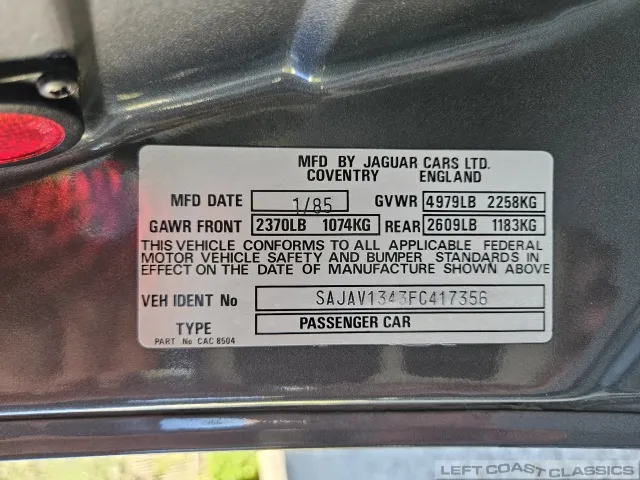 MFD BY JAGUAR CARS LTD.
COVENTRY ENGLAND
MFD DATE 1/85 GVWR 4979LB 2258KG
GAWR FRONT 2370LB 1074KG REAR 2609LB 1183KG
THIS VEHICLE CONFORMS TO ALL APPLICABLE FEDERAL
MOTOR VEHICLE SAFETY AND BUMPER STANDARDS IN
EFFECT ON THE DATE OF MANUFACTURE SHOWN ABOVE
VEH IDENT No SAJAV1343FC417356
TYPE PASSENGER CAR
PART No CAC 8504
LEFT COAST CLASSICS